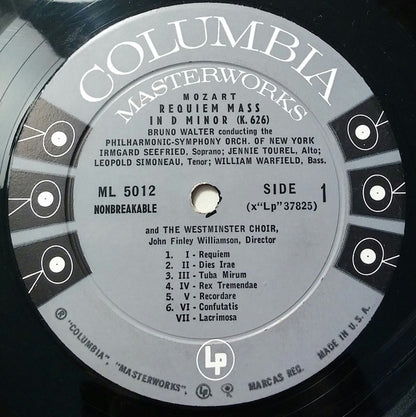 COLUMBIA
MASTERWORKS
MOZART
REQUIEM MASS
IN D MINOR (K. 626)
BRUNO WALTER conducting the
PHILHARMONIC-SYMPHONY ORCH. OF NEW YORK
IRMGARD SEEFRIED, Soprano; JENNIE TOUREL, Alto;
LEOPOLD SIMONEAU, Tenor; WILLIAM WARFIELD, Bass.
ML 5012
NONBREAKABLE
SIDE 1
(x"Lp"37825)
and THE WESTMINSTER CHOIR,
John Finley Williamson, Director
1. I - Requiem
2. II - Dies Irae
3. III - Tuba Mirum
4. IV - Rex Tremendae
5. V - Recordare
6. VI - Confutatis
VII - Lacrimosa
® "COLUMBIA", "MASTERWORKS", Lp MARCAS REG. MADE IN U.S.A.